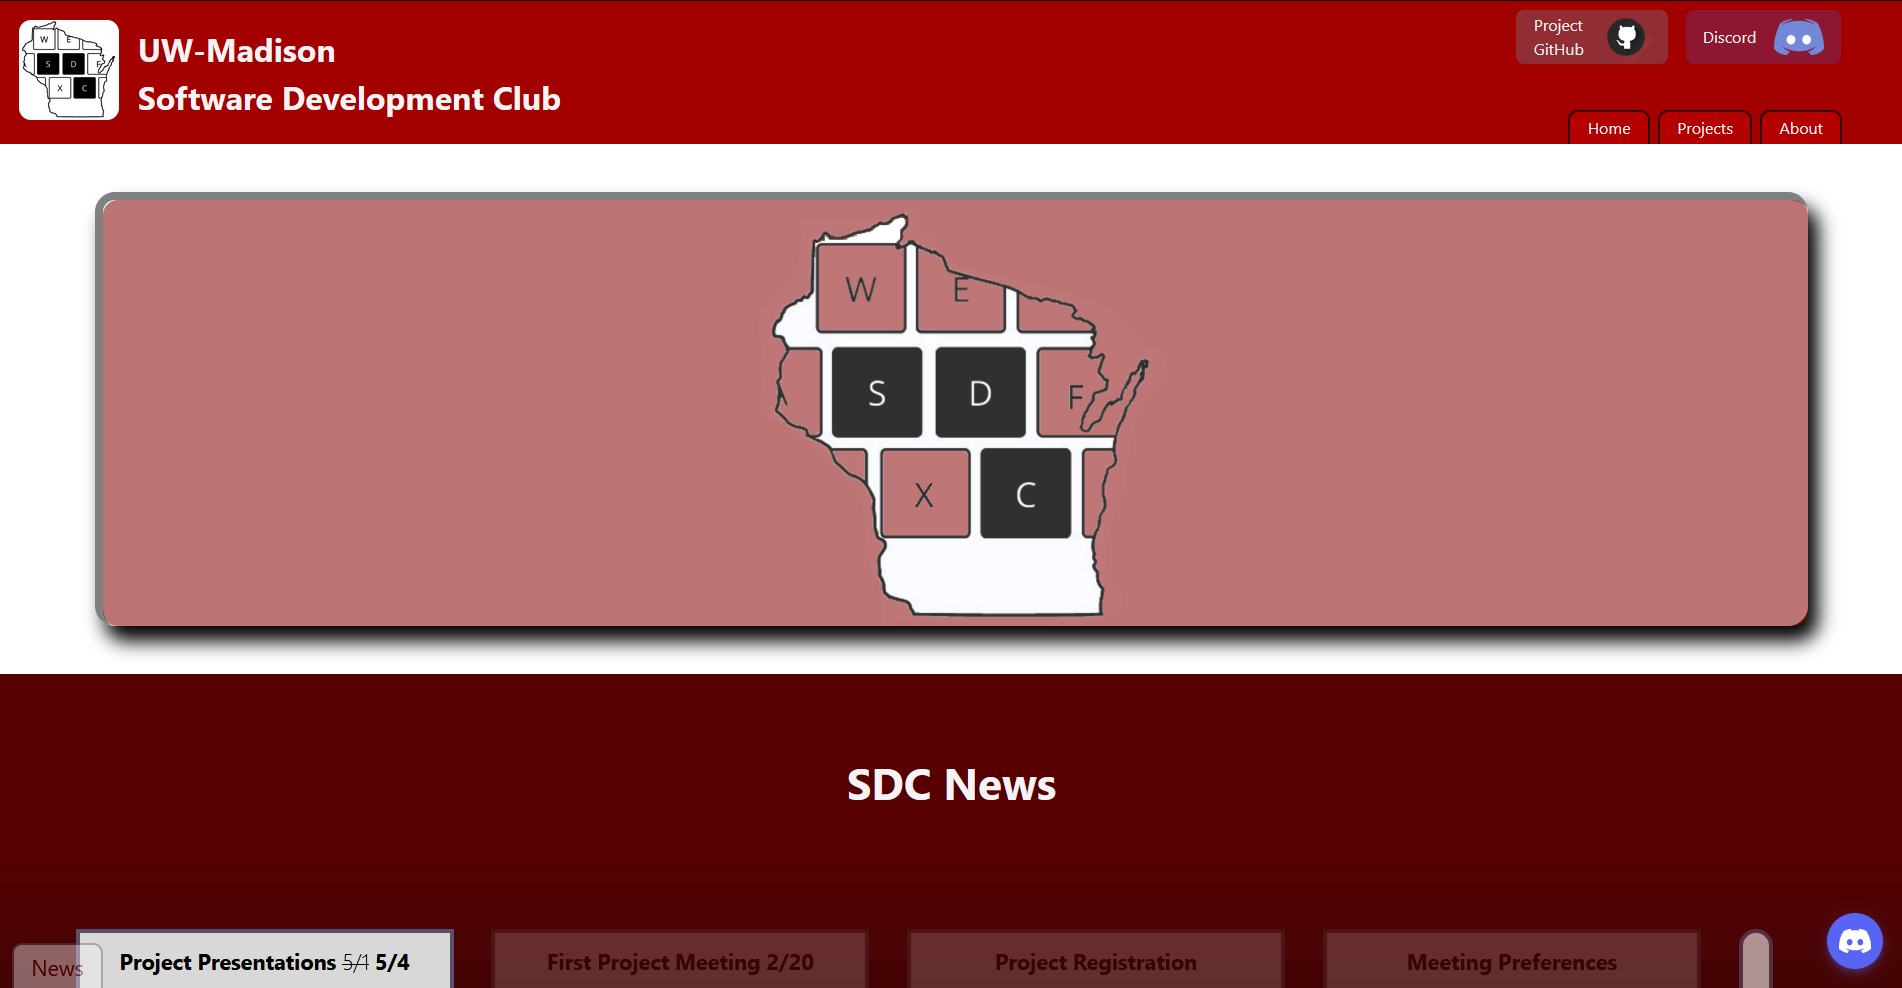 W E
S D F
X C
UW-Madison
Software Development Club
Project
GitHub
Discord
Home Projects About
W E
S D F
X C
SDC News
News
Project Presentations 5/1 5/4
First Project Meeting 2/20
Project Registration
Meeting Preferences